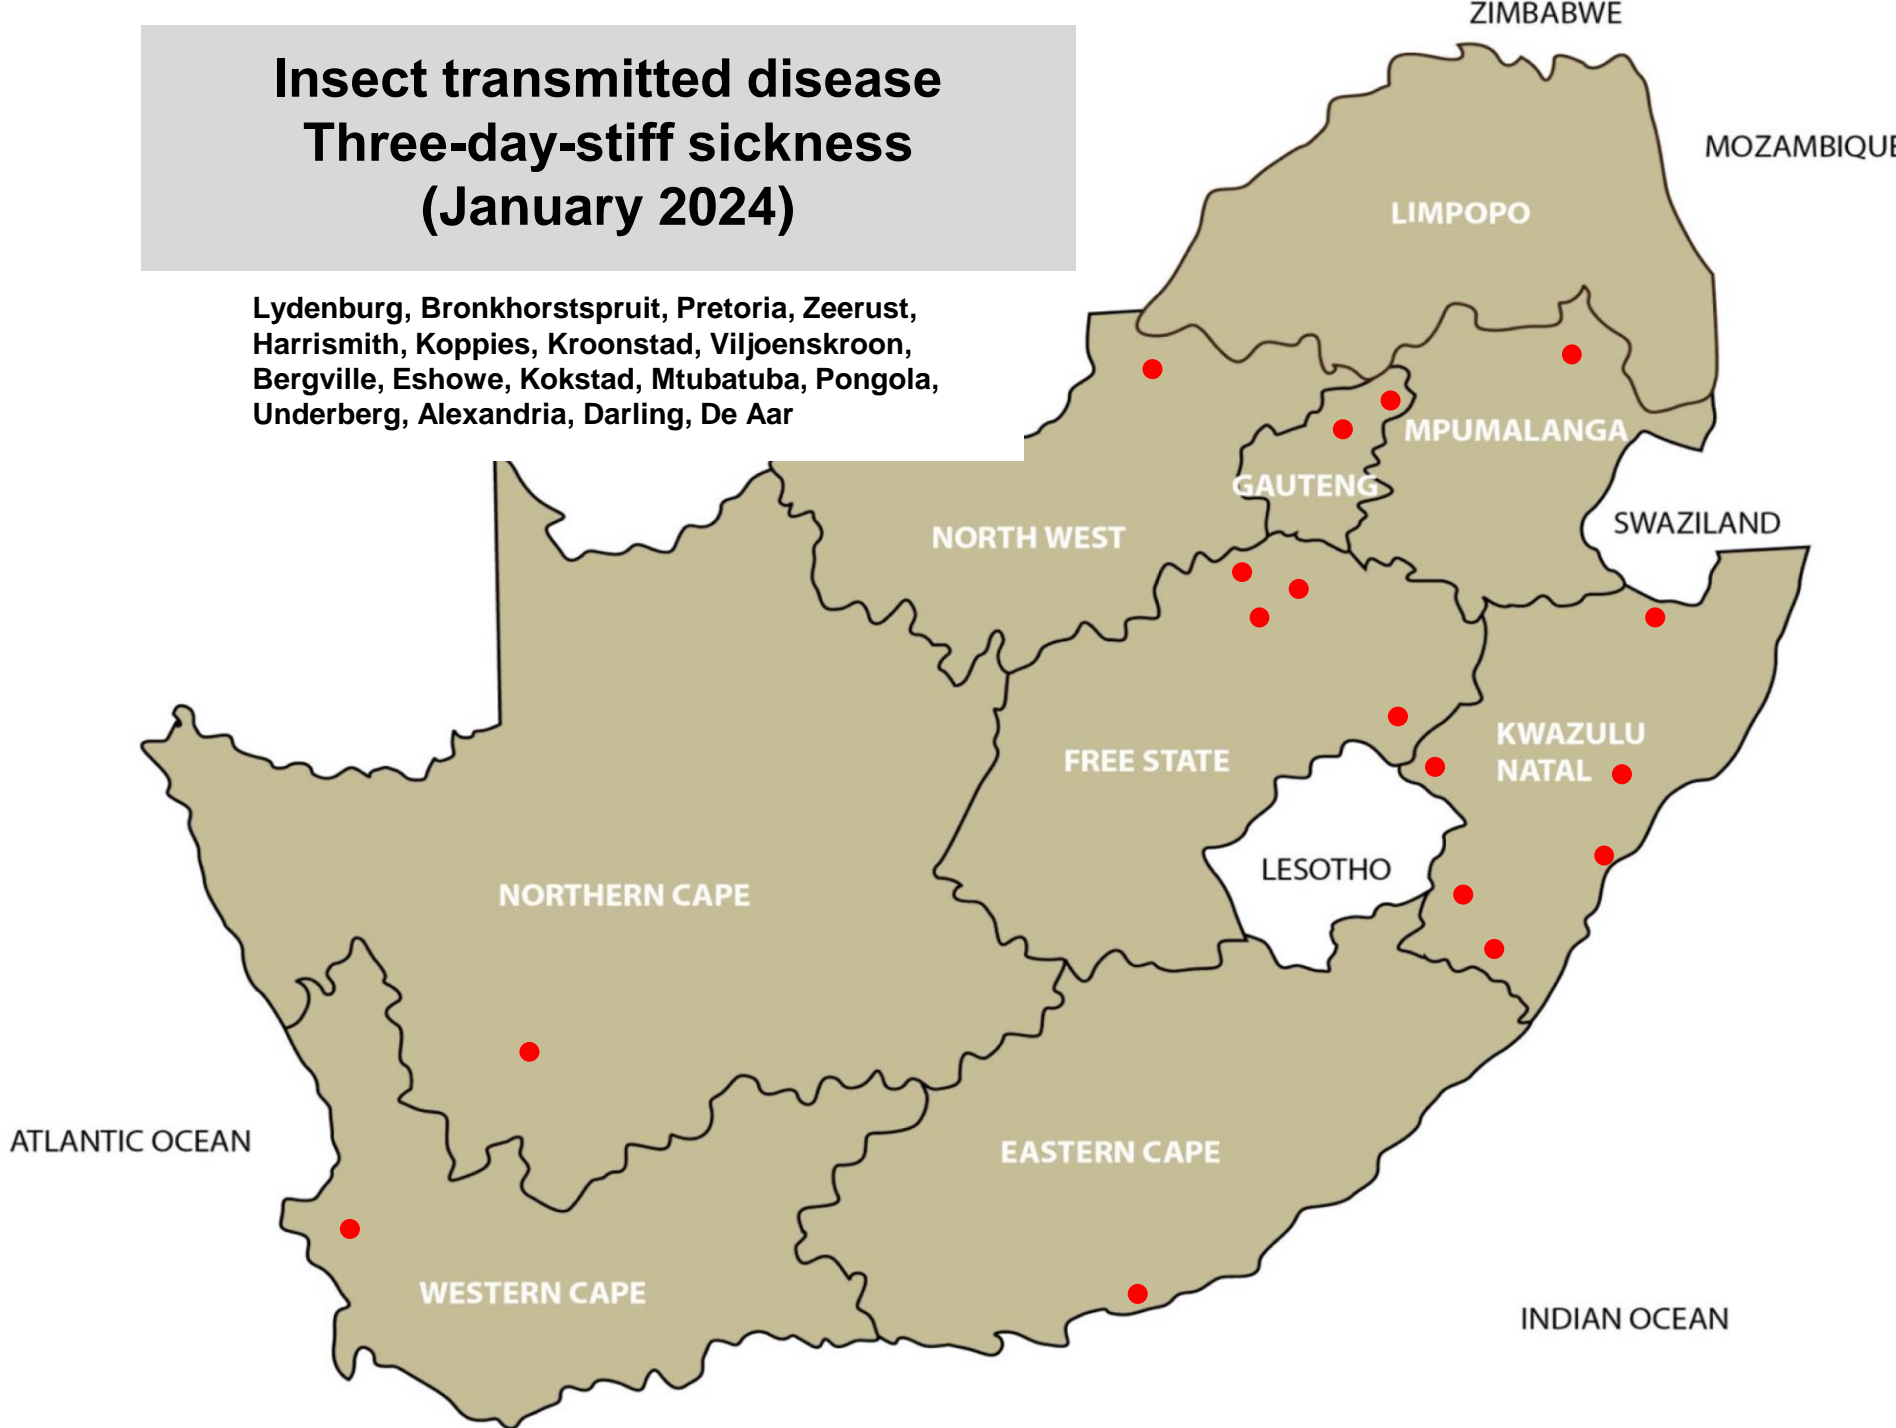 Insect transmitted disease
Three-day-stiff sickness
(January 2024)
Lydenburg, Bronkhorstspruit, Pretoria, Zeerust,
Harrismith, Koppies, Kroonstad, Viljoenskroon,
Bergville, Eshowe, Kokstad, Mtubatuba, Pongola,
Underberg, Alexandria, Darling, De Aar
ZIMBABWE
MOZAMBIQUE
LIMPOPO
MPUMALANGA
GAUTENG
SWAZILAND
NORTH WEST
KWAZULU
NATAL
FREE STATE
LESOTHO
NORTHERN CAPE
ATLANTIC OCEAN
EASTERN CAPE
WESTERN CAPE
INDIAN OCEAN